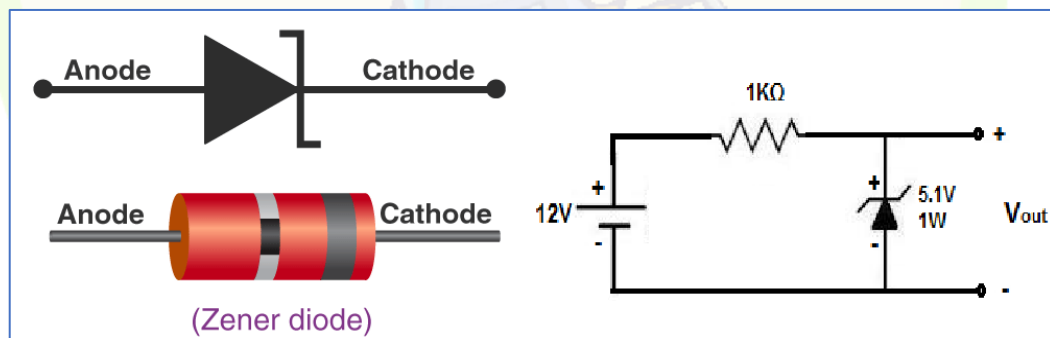 Anode
Cathode
Anode
Cathode
(Zener diode)
1KΩ
+
12V
-
+
5.1V
1W
-
+
Vout
-